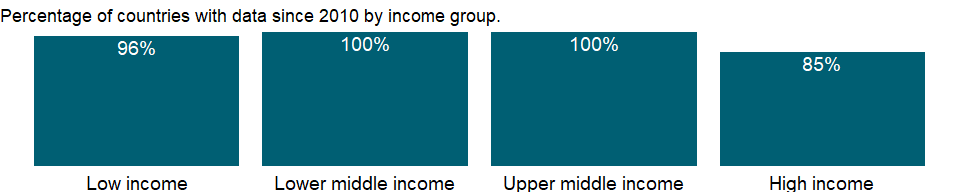 Percentage of countries with data since 2010 by income group.
96% 100% 100% 85%
Low income Lower middle income Upper middle income High income